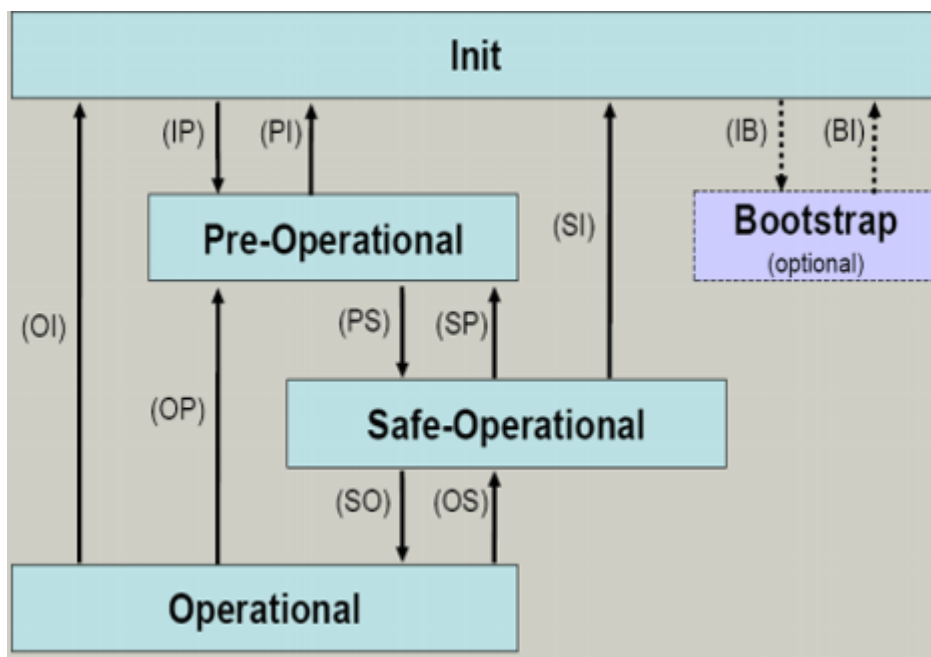 Init
(IP)
(PI)
(IB)
(BI)
Pre-Operational
(SI)
Bootstrap
(optional)
(OI)
(PS)
(SP)
(OP)
Safe-Operational
(SO)
(OS)
Operational